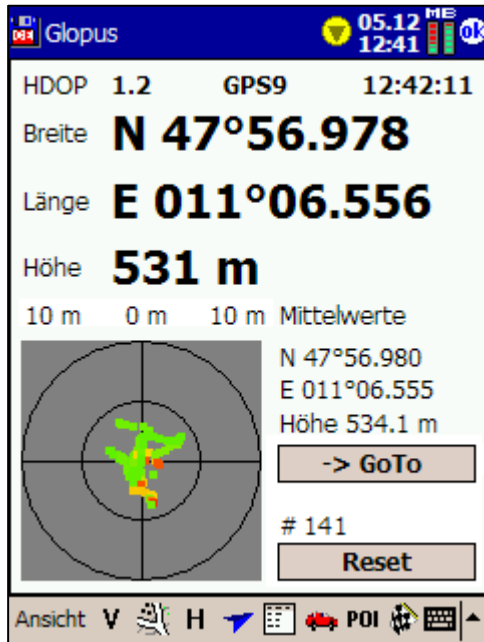 Glopus
05.12
12:41
MB
ok
HDOP 1.2 GPS9 12:42:11
Breite N 47°56.978
Länge E 011°06.556
Höhe 531 m
10 m 0 m 10 m Mittelwerte
N 47°56.980
E 011°06.555
Höhe 534.1 m
-> GoTo
# 141
Reset
Ansicht V H POI